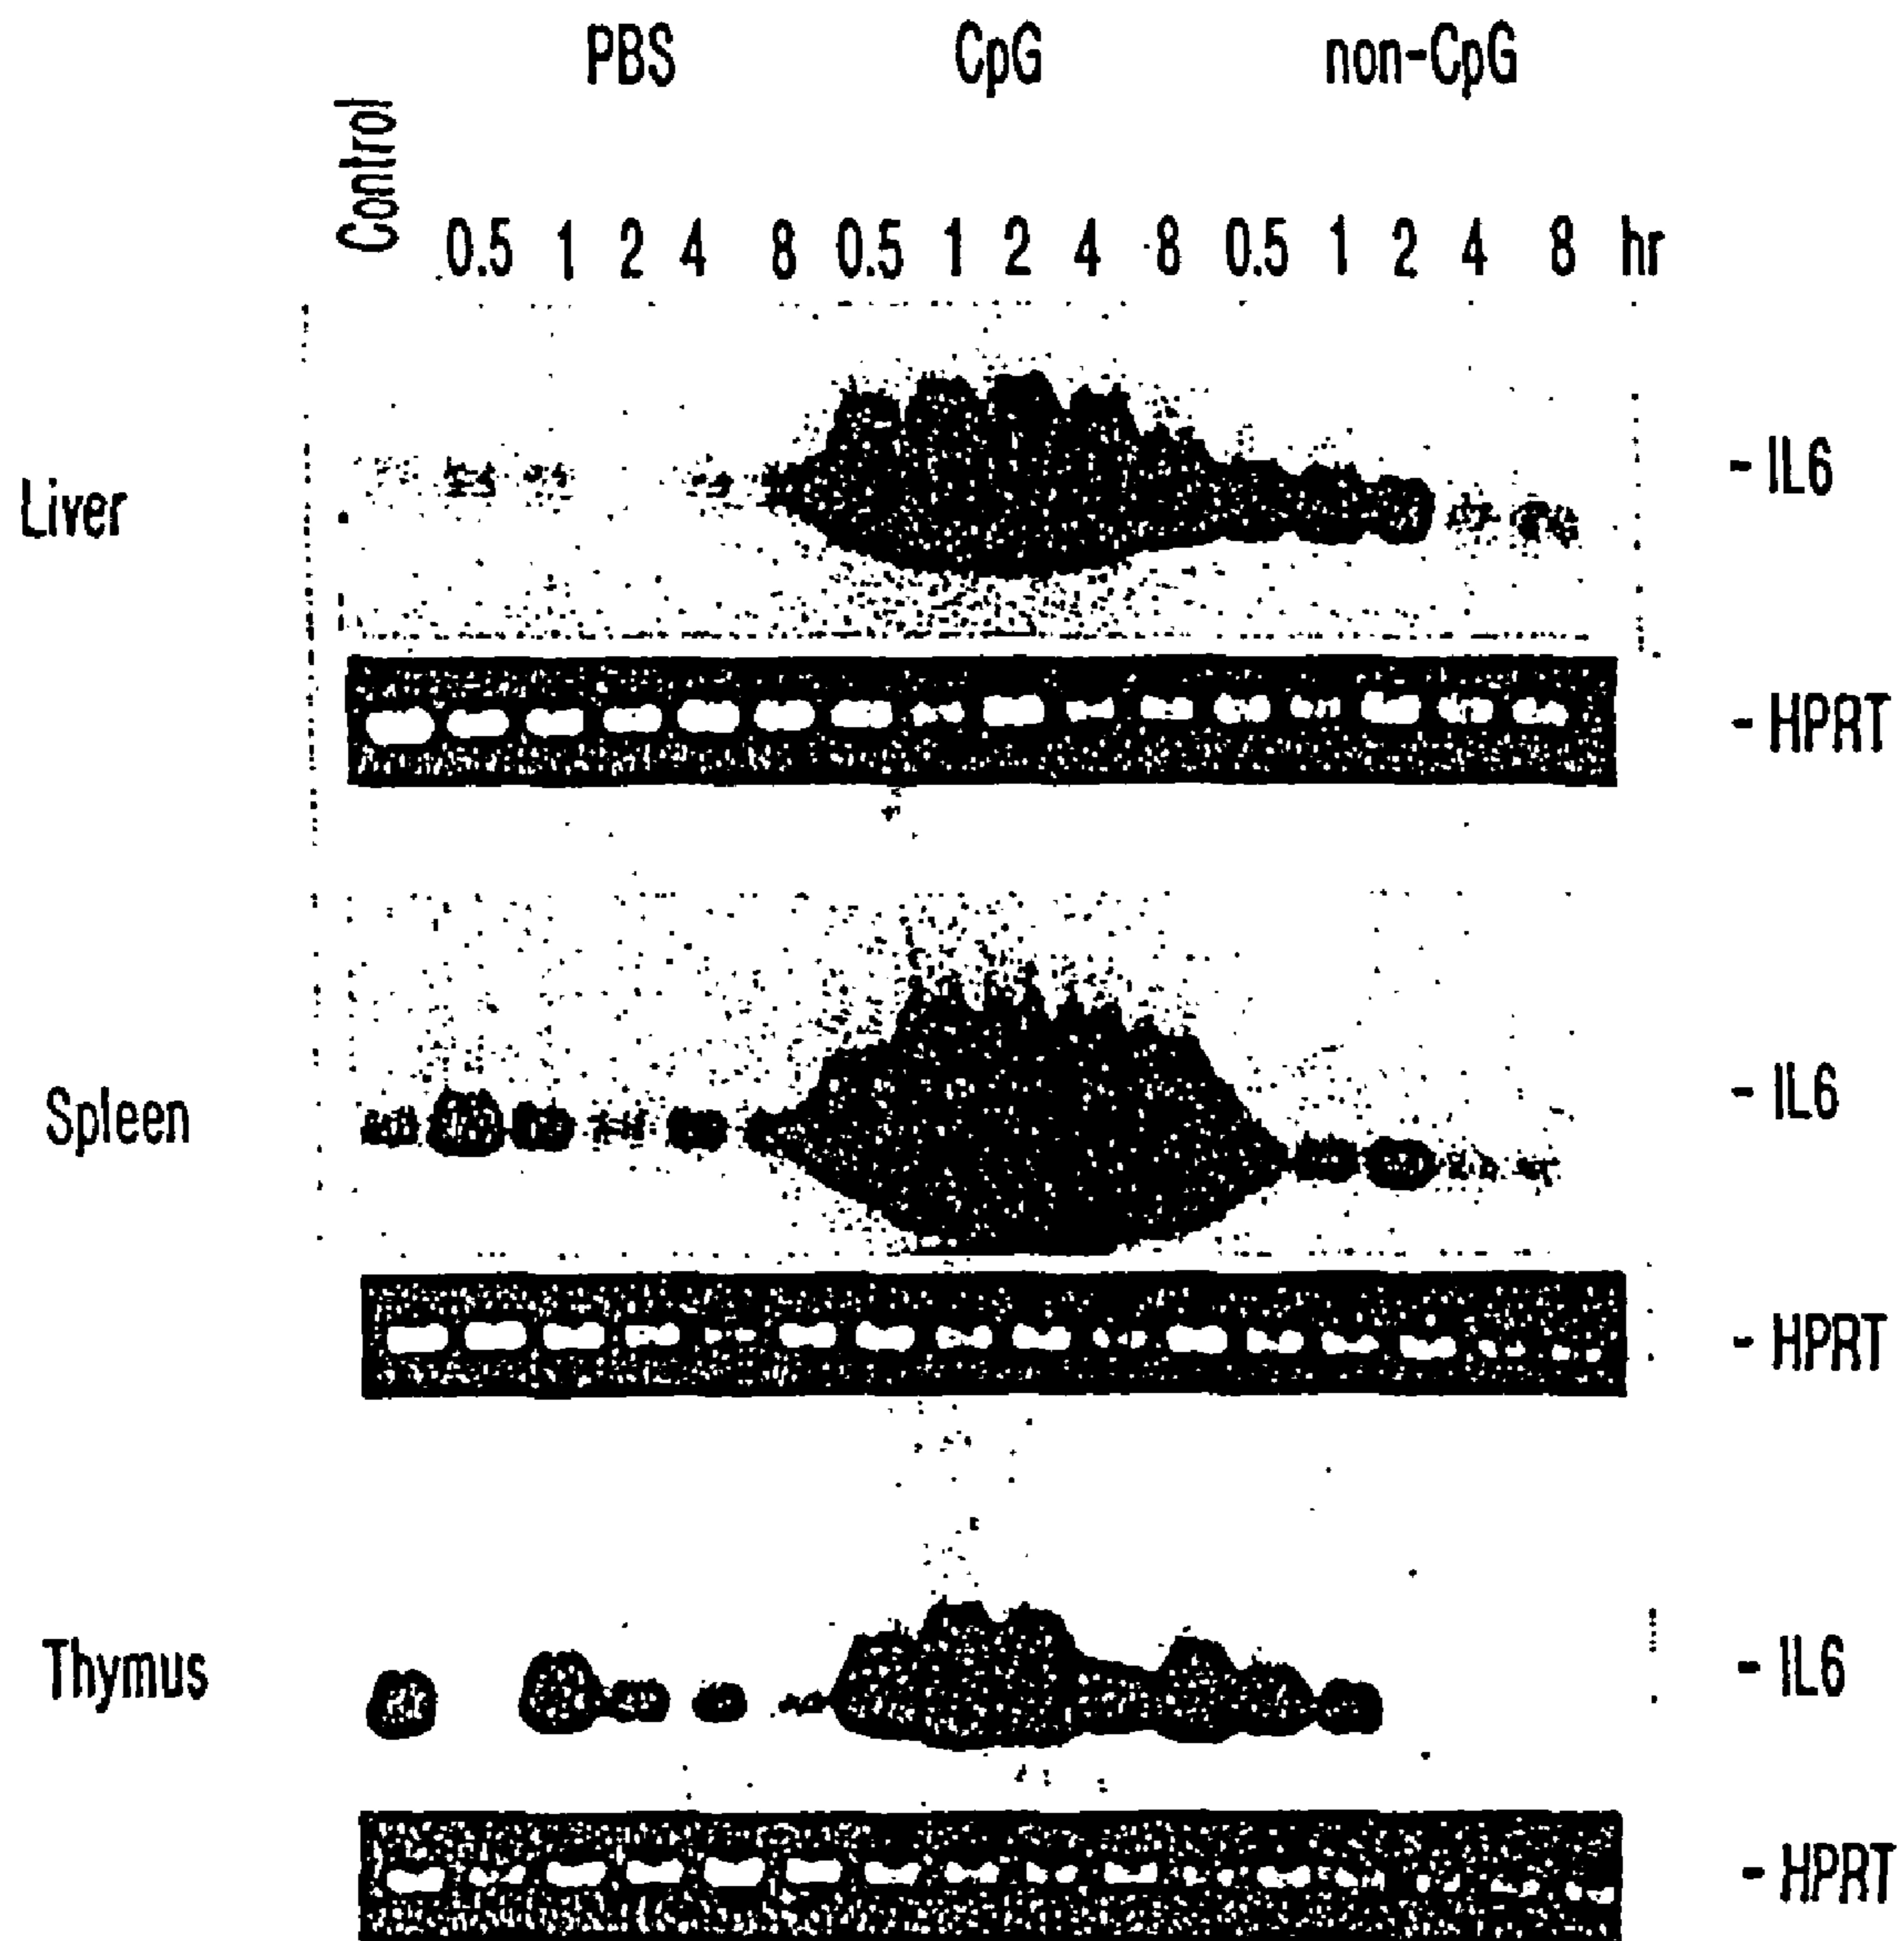 PBS CpG non-CpG
Control
0.5 1 2 4 8 0.5 1 2 4 8 0.5 1 2 4 8 hr
Liver - IL6
- HPRT
Spleen - IL6
- HPRT
Thymus - IL6
- HPRT